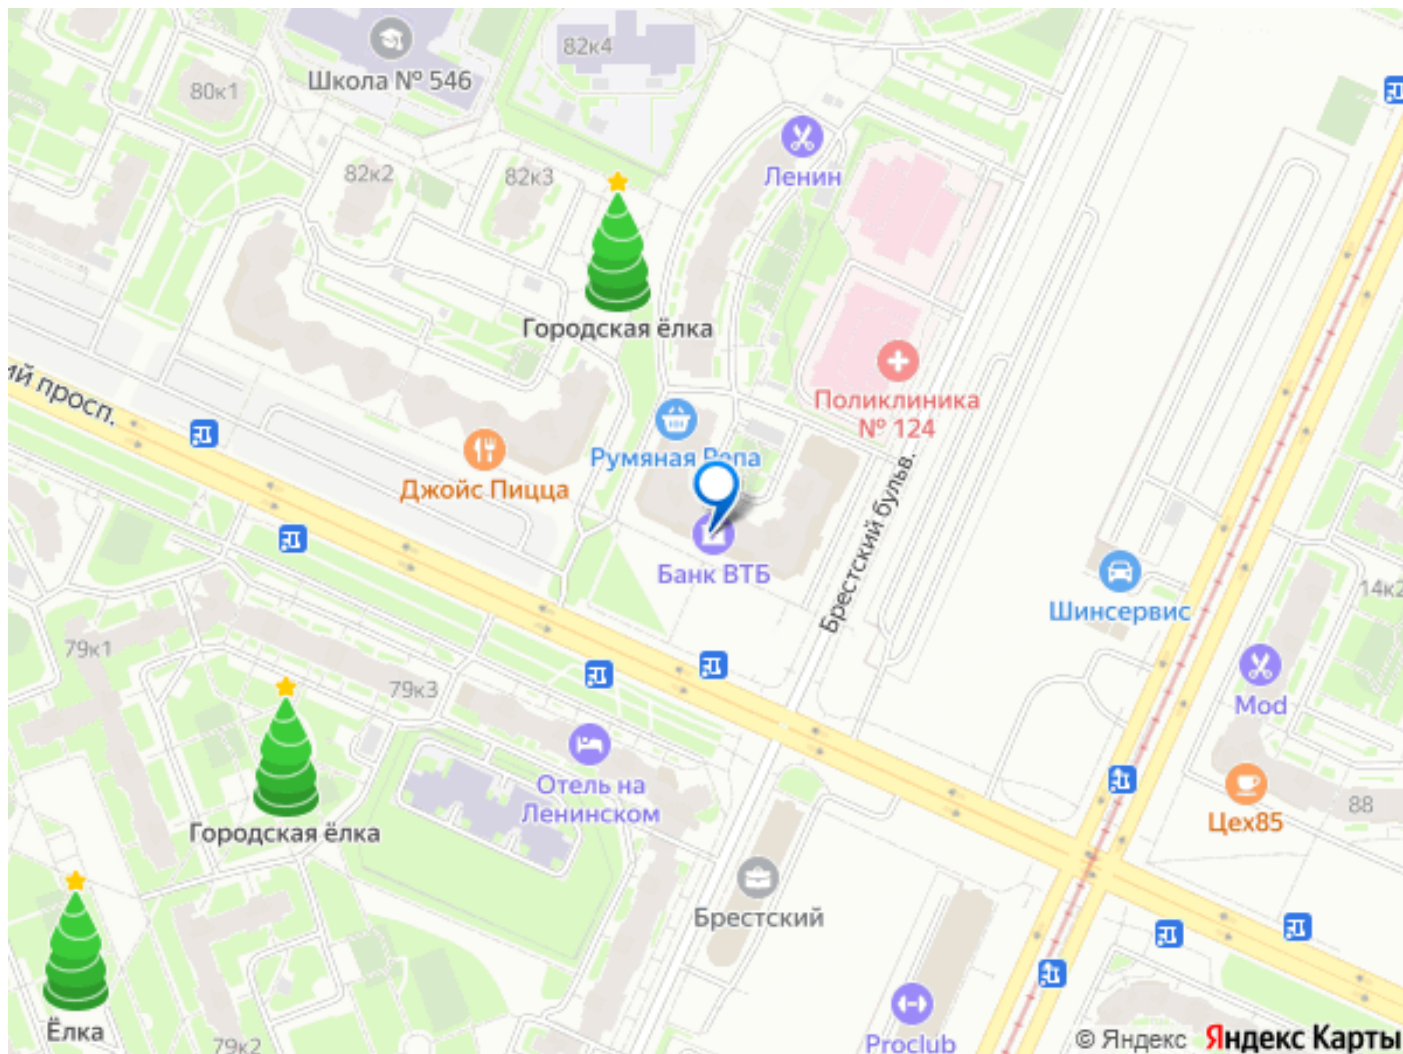 82к4
Школа № 546
80к1
82к2
82к3
Ленин
Городская ёлка
ий просп.
Поликлиника
№ 124
Румяная Репа
Джойс Пицца
Банк ВТБ
Брестский бульв.
Шинсервис
14к2
79к1
79к3
Mod
Отель на
Ленинском
Цех85
88
Городская ёлка
Брестский
Ёлка
79к2
Proclub
© Яндекс Яндекс Карты